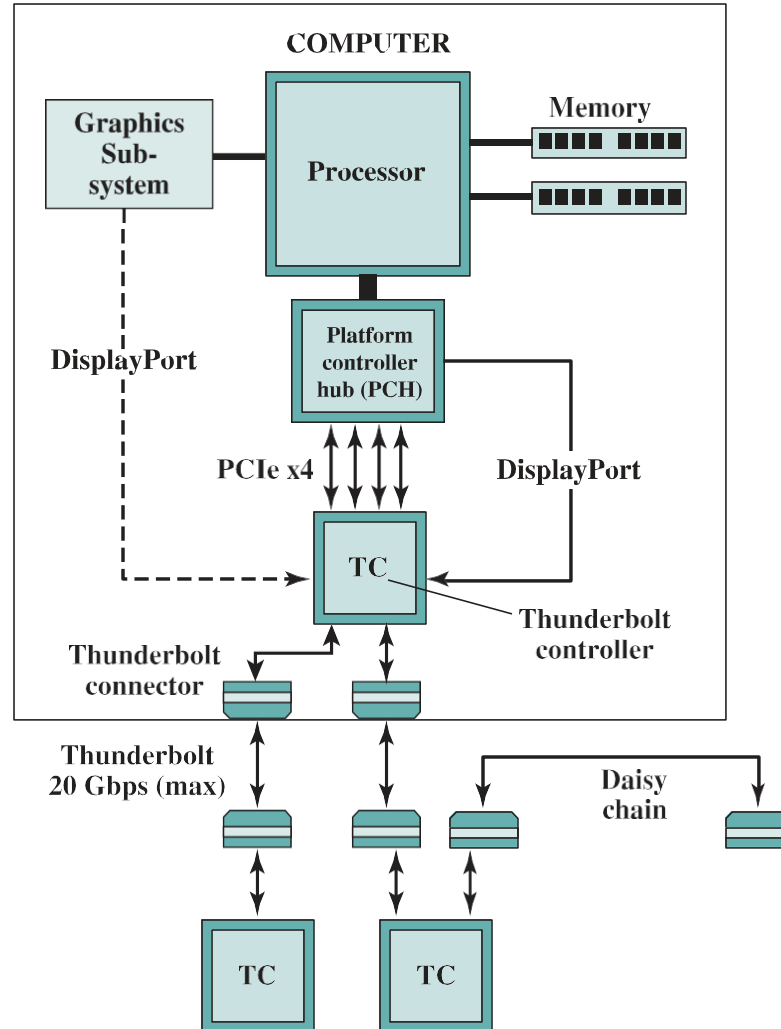 COMPUTER
Graphics
Sub-
system
Processor
Memory
Platform
controller
hub (PCH)
DisplayPort
PCIe x4
DisplayPort
TC
Thunderbolt
controller
Thunderbolt
connector
Thunderbolt
20 Gbps (max)
Daisy
chain
TC
TC